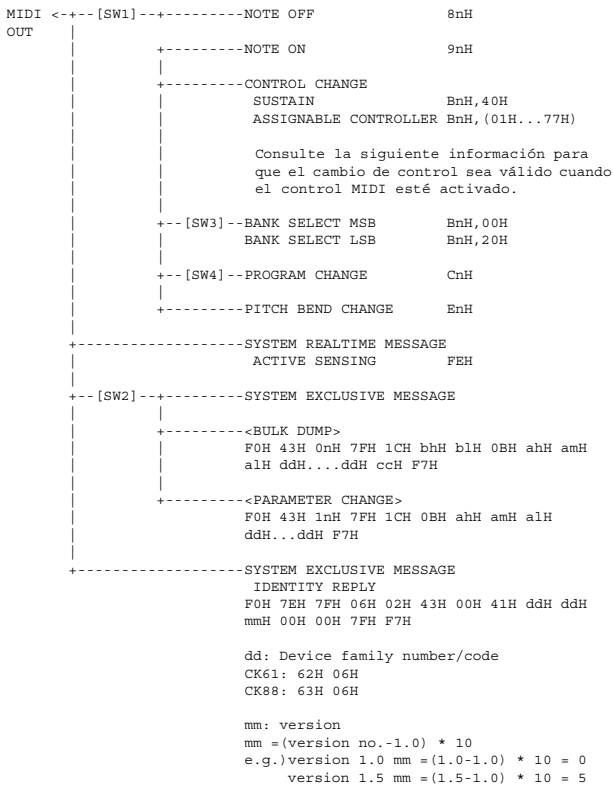 MIDI <-+--[SW1]--+---------NOTE OFF 8nH
OUT | |
| +---------NOTE ON 9nH
| |
| +---------CONTROL CHANGE
| | SUSTAIN BnH,40H
| | ASSIGNABLE CONTROLLER BnH,(01H...77H)
| |
| | Consulte la siguiente información para
| | que el cambio de control sea válido cuando
| | el control MIDI esté activado.
| |
| +--[SW3]--BANK SELECT MSB BnH,00H
| | BANK SELECT LSB BnH,20H
| |
| +--[SW4]--PROGRAM CHANGE CnH
| |
| +---------PITCH BEND CHANGE EnH
|
+-------------------SYSTEM REALTIME MESSAGE
| ACTIVE SENSING FEH
|
+--[SW2]--+---------SYSTEM EXCLUSIVE MESSAGE
| |
| +---------<BULK DUMP>
| | F0H 43H 0nH 7FH 1CH bhH blH 0BH ahH amH
| | alH ddH....ddH ccH F7H
| |
| +---------<PARAMETER CHANGE>
| F0H 43H 1nH 7FH 1CH 0BH ahH amH alH
| ddH...ddH F7H
|
+-------------------SYSTEM EXCLUSIVE MESSAGE
IDENTITY REPLY
F0H 7EH 7FH 06H 02H 43H 00H 41H ddH ddH
mmH 00H 00H 7FH F7H
dd: Device family number/code
CK61: 62H 06H
CK88: 63H 06H
mm: version
mm =(version no.-1.0) * 10
e.g.)version 1.0 mm =(1.0-1.0) * 10 = 0
version 1.5 mm =(1.5-1.0) * 10 = 5